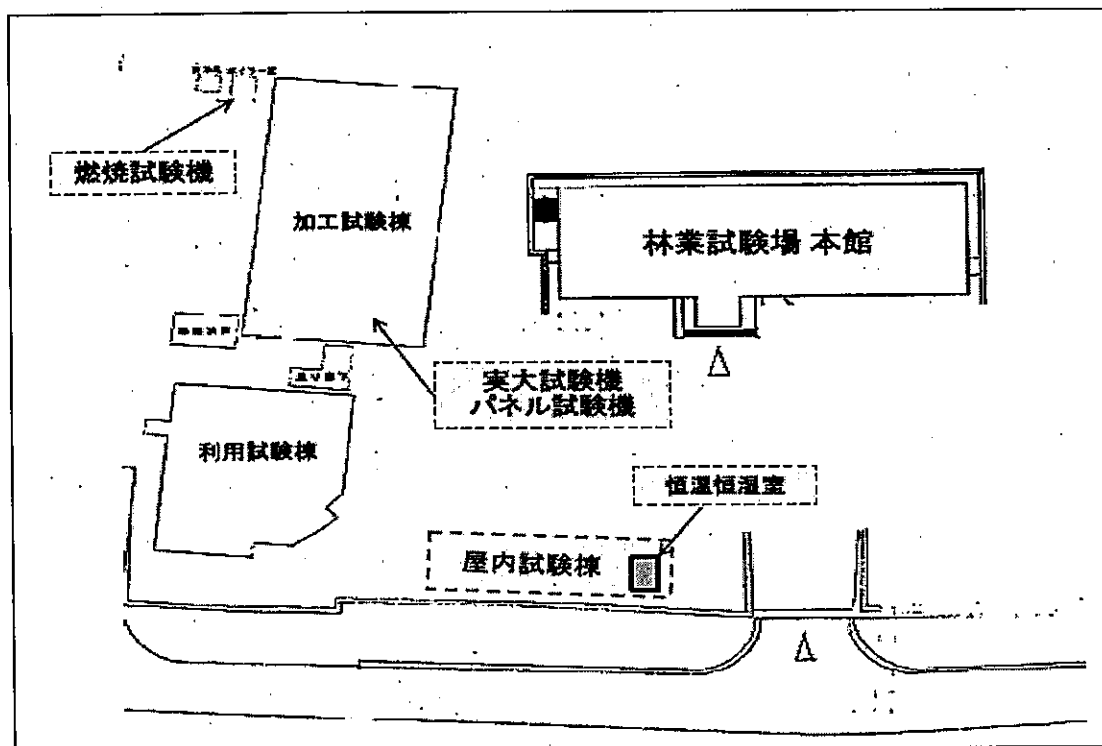 燃焼試験機
加工試験棟
林業試験場 本館
実大試験機
パネル試験機
利用試験棟
恒温恒湿室
屋内試験棟